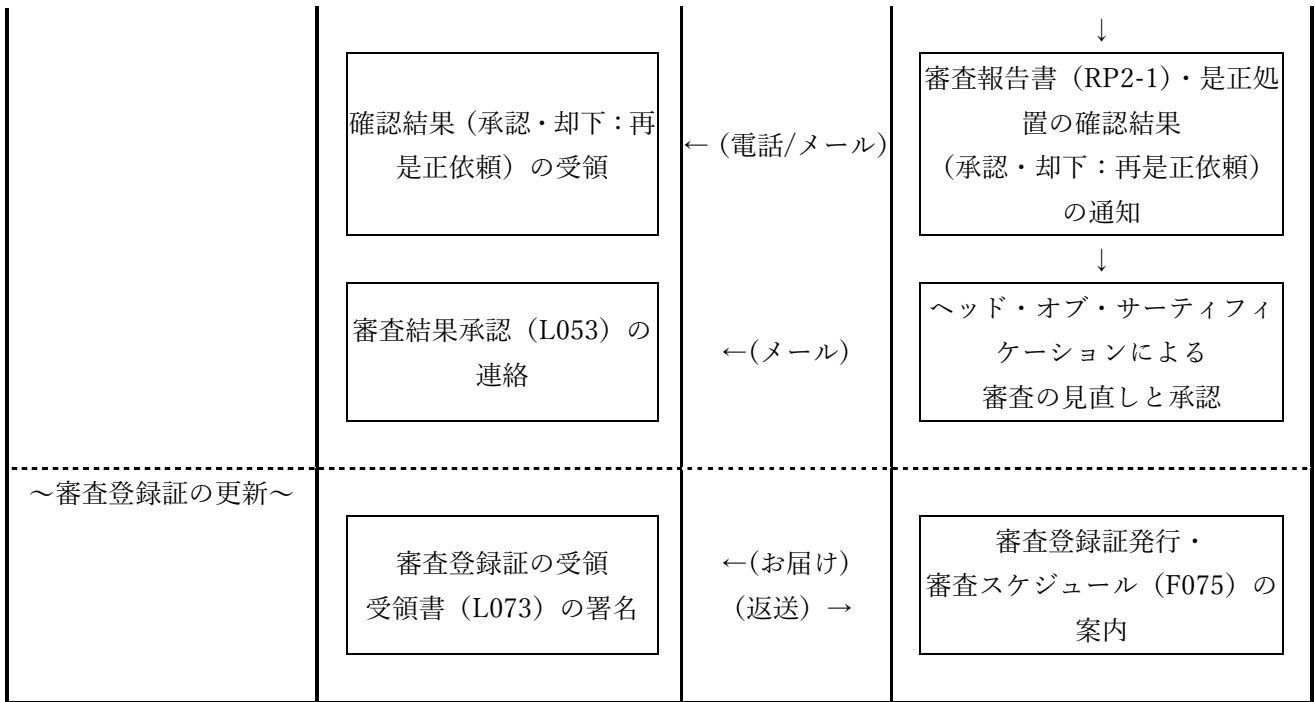 ↓
審査報告書（RP2-1）・是正処
置の確認結果
（承認・却下：再是正依頼）
の通知
←（電話/メール）
確認結果（承認・却下：再
是正依頼）の受領
↓
ヘッド・オブ・サーティフィ
ケーションによる
審査の見直しと承認
←(メール)
審査結果承認（L053）の
連絡
～審査登録証の更新～
審査登録証の受領
受領書（L073）の署名
←(お届け)
（返送）→
審査登録証発行・
審査スケジュール（F075）の
案内